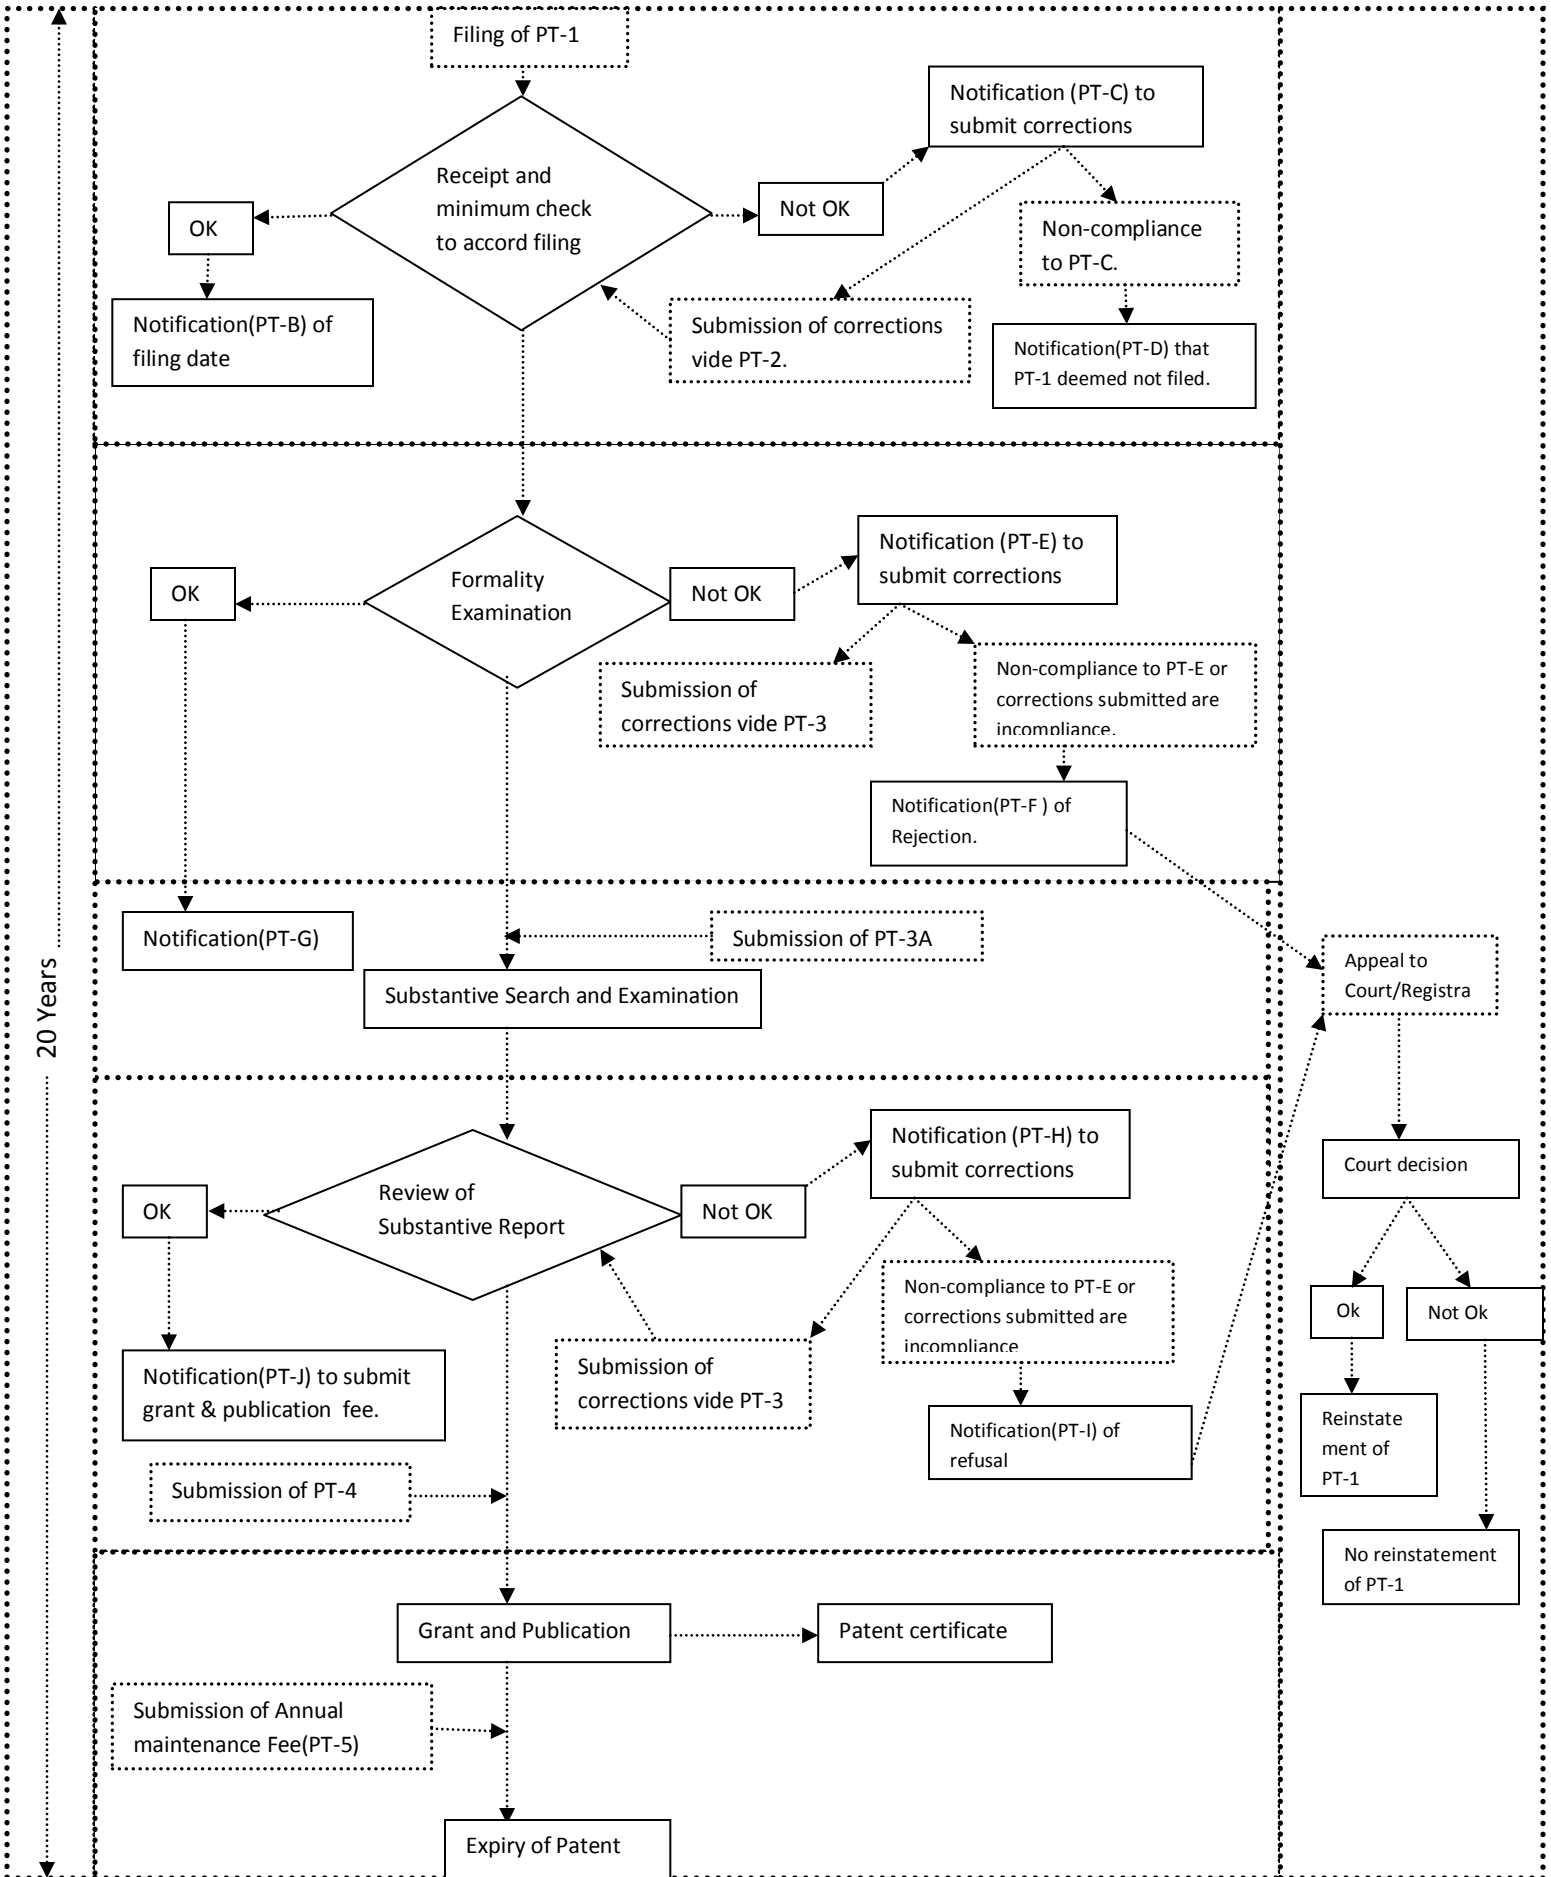 Filing of PT-1
Notification (PT-C) to
submit corrections
Receipt and
minimum check
to accord filing
Not OK
OK
Non-compliance
to PT-C.
Notification(PT-B) of
filing date
Submission of corrections
vide PT-2.
Notification(PT-D) that
PT-1 deemed not filed.
Notification (PT-E) to
submit corrections
Formality
Examination
Not OK
OK
Submission of
corrections vide PT-3
Non-compliance to PT-E or
corrections submitted are
incompliance.
Notification(PT-F ) of
Rejection.
Notification(PT-G)
Submission of PT-3A
Substantive Search and Examination
Appeal to
Court/Registra
20 Years
Notification (PT-H) to
submit corrections
Court decision
Review of
Substantive Report
Not OK
OK
Non-compliance to PT-E or
corrections submitted are
incompliance
Ok
Not Ok
Notification(PT-J) to submit
grant & publication  fee.
Submission of
corrections vide PT-3
Notification(PT-I) of
refusal
Reinstate
ment of
PT-1
Submission of PT-4
No reinstatement
of PT-1
Grant and Publication
Patent certificate
Submission of Annual
maintenance Fee(PT-5)
Expiry of Patent